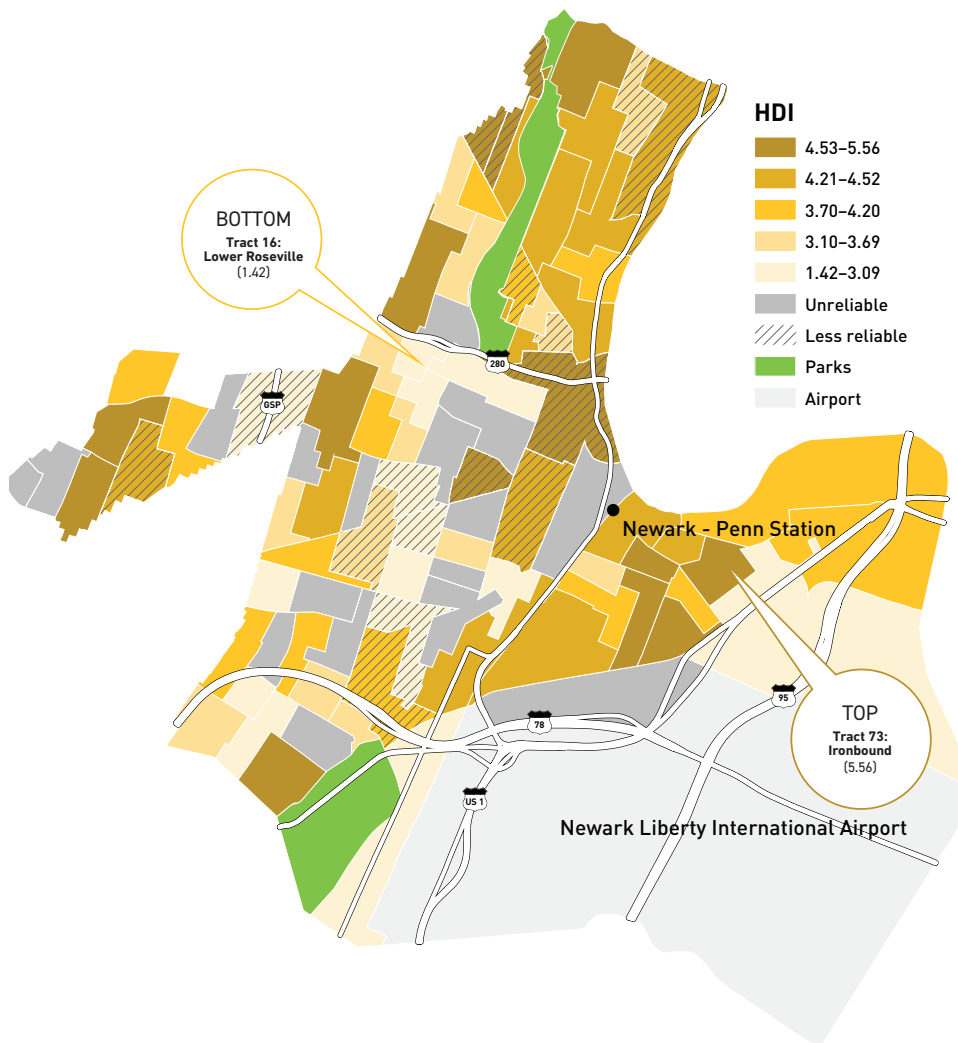 HDI
4.53–5.56
4.21–4.52
3.70–4.20
3.10–3.69
1.42–3.09
Unreliable
Less reliable
Parks
Airport
BOTTOM
Tract 16:
Lower Roseville
(1.42)
280
GSP
Newark - Penn Station
95
TOP
Tract 73:
Ironbound
(5.56)
78
US 1
Newark Liberty International Airport